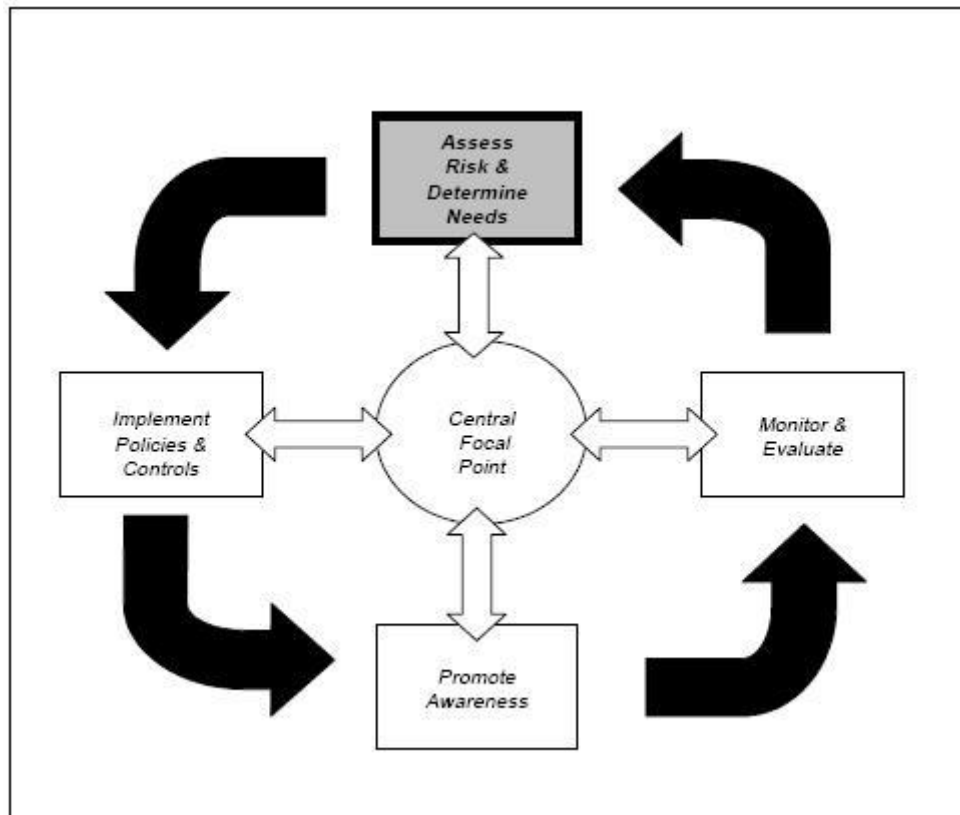 Assess
Risk &
Determine
Needs
Implement
Policies &
Controls
Central
Focal
Point
Monitor &
Evaluate
Promote
Awareness